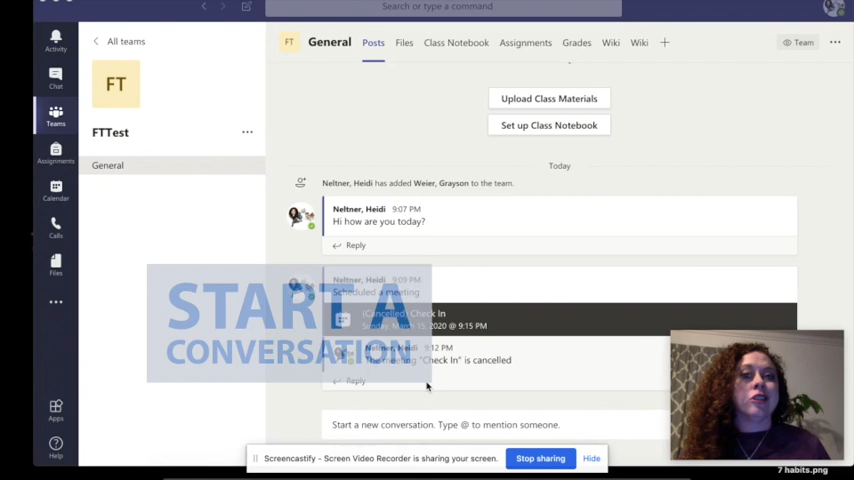 Search or type a command
Activity
Chat
Teams
Assignments
Calendar
Calls
Files
Apps
Help
All teams
FT
FTTest
General
FT General Posts Files Class Notebook Assignments Grades Wiki Wiki Team
Upload Class Materials
Set up Class Notebook
Today
Neltner, Heidi has added Weier, Grayson to the team.
Neltner, Heidi 9:07 PM
Hi how are you today?
Reply
Neltner, Heidi 9:09 PM
Scheduled a meeting
(Cancelled) Check In
Sunday, March 15, 2020 @ 9:15 PM
Neltner, Heidi 9:12 PM
The meeting "Check In" is cancelled
Reply
START A
CONVERSATION
Start a new conversation. Type @ to mention someone.
Screencastify - Screen Video Recorder is sharing your screen. Stop sharing Hide
7 habits.png